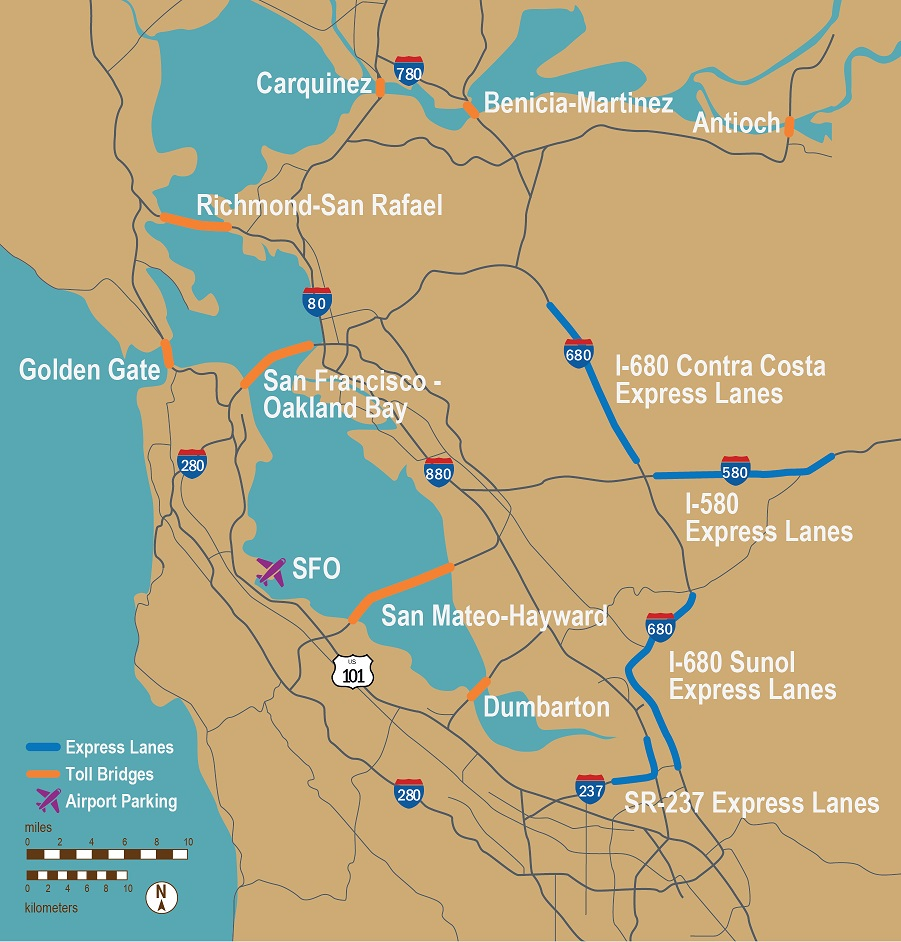 780
Carquinez
Benicia-Martinez
Antioch
Richmond-San Rafael
80
680
Golden Gate
I-680 Contra Costa
Express Lanes
San Francisco -
Oakland Bay
280
880
580
I-580
Express Lanes
SFO
San Mateo-Hayward
680
US
101
I-680 Sunol
Express Lanes
Dumbarton
Express Lanes
Toll Bridges
Airport Parking
280
237
SR-237 Express Lanes
miles
0 2 4 6 8 10
0 2 4 6 8 10
kilometers
N